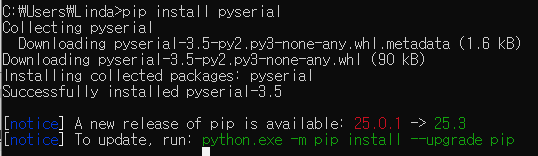 C:₩Users₩Linda>pip install pyserial
Collecting pyserial
  Downloading pyserial-3.5-py2.py3-none-any.whl.metadata (1.6 kB)
Downloading pyserial-3.5-py2.py3-none-any.whl (90 kB)
Installing collected packages: pyserial
Successfully installed pyserial-3.5

[notice] A new release of pip is available: 25.0.1 -> 25.3
[notice] To update, run: python.exe -m pip install --upgrade pip